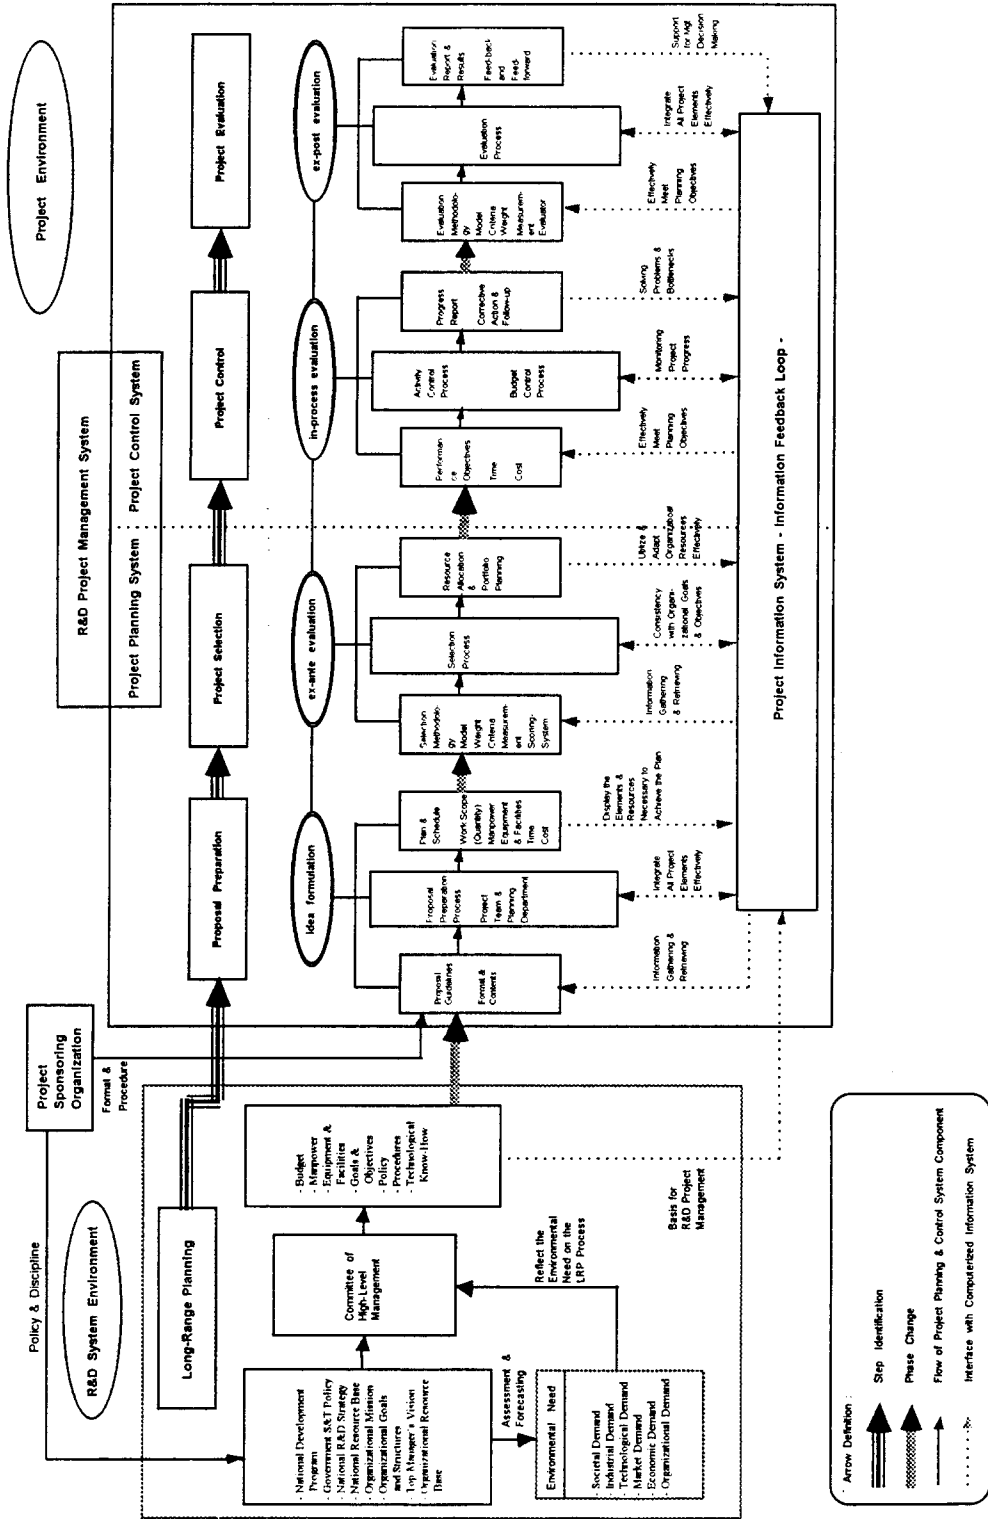 Policy & Discipline
R&D System Environment
Project
Sponsoring
Organization
Format &
Procedure
R&D Project Management System
Project Planning System
Project Control System
Project Environment
Long-Range Planning
Proposal Preparation
Project Selection
Project Control
Project Evaluation
Idea formulation
ex-ante evaluation
in-process evaluation
ex-post evaluation
- National Development
Program
- Government S&T Policy
- National R&D Strategy
- National Resource Base
- Organizational Mission
- Organizational Goals
and Structures
- Top Manager's Vision
- Organizational Resource
Base
Committee of
High-Level
Management
- Budget
- Manpower
- Equipment &
Facilities
- Goals &
Objectives
- Policy
- Procedures
- Technological
Know-How
Assessment &
Forecasting
Environmental Need
- Societal Demand
- Industrial Demand
- Technological Demand
- Market Demand
- Economic Demand
- Organizational Demand
Reflect the
Environmental
Need on the
LRP Process
Basis for
R&D Project
Management
Proposal
Guidelines
Format &
Contents
Proposal
Preparation
Process
Project
Team &
Planning
Department
Plan &
Schedule
Work Scope
(Quantity)
Manpower
Equipment
& Facilities
Time
Cost
Selection
Methodolo-
gy
Model
Weight
Criteria
Measurem-
ent
Scoring-
System
Selection
Process
Resource
Allocation
&
Portfolio
Planning
Performan-
ce
Objectives
Time
Cost
Activity
Control
Process
Budget
Control
Process
Progress
Report
Corrective
Action &
Follow-up
Evaluation
Methodolo-
gy
Model
Criteria
Weight
Measurem-
ent
Evaluator
Evaluation
Process
Evaluation
Report &
Results
Feed-back
and
Feed-
forward
Information
Gathering &
Retrieving
Integrate
All Project
Elements
Effectively
Display the
Elements &
Resources
Necessary to
Achieve the Plan
Information
Gathering
& Retrieving
Consistency
with Organi-
zational Goals
& Objectives
Utilize &
Adapt
Organizational
Resources
Effectively
Effectively
Meet
Planning
Objectives
Monitoring
Project
Progress
Solving
Problems &
Bottlenecks
Effectively
Meet
Planning
Objectives
Integrate
All Project
Elements
Effectively
Support
for Mgt
Decision
Making
Project Information System - Information Feedback Loop -
Arrow Definition :
Step Identification
Phase Change
Flow of Project Planning & Control System Component
Interface with Computerized Information System